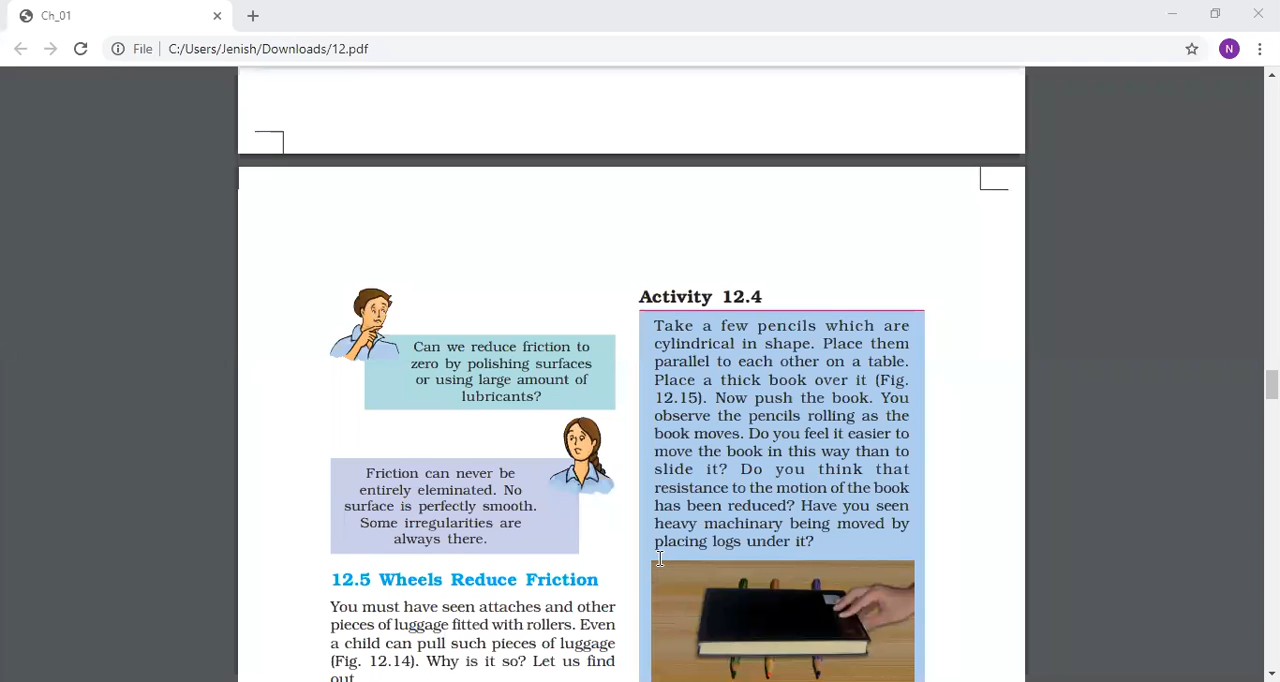 Ch_01
File
C:/Users/Jenish/Downloads/12.pdf
N
Can we reduce friction to
zero by polishing surfaces
or using large amount of
lubricants?
Friction can never be
entirely eleminated. No
surface is perfectly smooth.
Some irregularities are
always there.
12.5 Wheels Reduce Friction
You must have seen attaches and other
pieces of luggage fitted with rollers. Even
a child can pull such pieces of luggage
(Fig. 12.14). Why is it so? Let us find
out.
Activity 12.4
Take a few pencils which are
cylindrical in shape. Place them
parallel to each other on a table.
Place a thick book over it (Fig.
12.15). Now push the book. You
observe the pencils rolling as the
book moves. Do you feel it easier to
move the book in this way than to
slide it? Do you think that
resistance to the motion of the book
has been reduced? Have you seen
heavy machinary being moved by
placing logs under it?